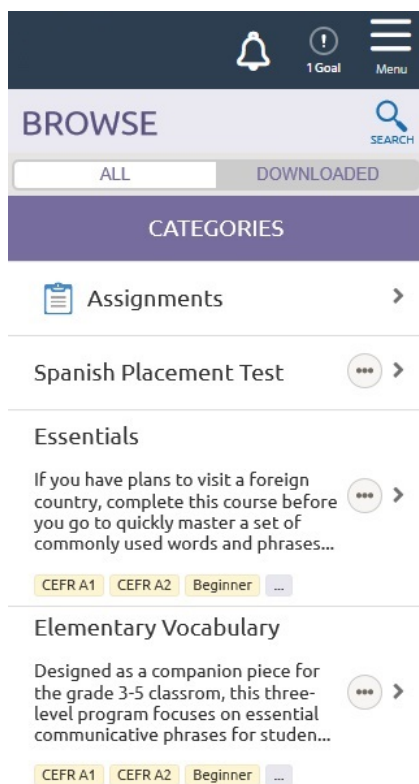 1 Goal
Menu
BROWSE
SEARCH
ALL
DOWNLOADED
CATEGORIES
Assignments
Spanish Placement Test
Essentials
If you have plans to visit a foreign
country, complete this course before
you go to quickly master a set of
commonly used words and phrases...
CEFR A1 CEFR A2 Beginner ...
Elementary Vocabulary
Designed as a companion piece for
the grade 3-5 classrom, this three-
level program focuses on essential
communicative phrases for studen...
CEFR A1 CEFR A2 Beginner ...